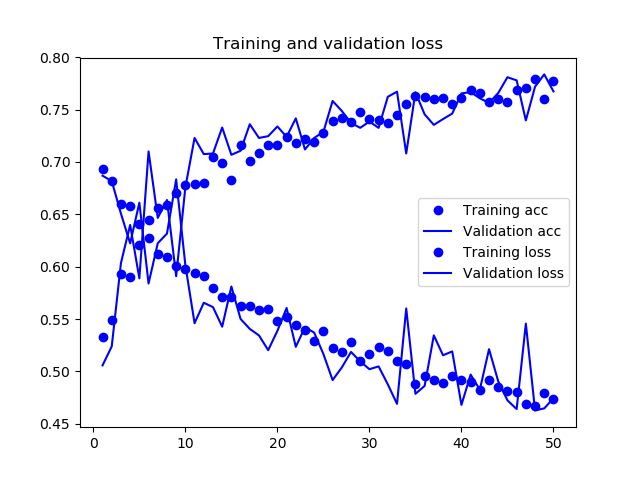 Training and validation loss
0.80
0.75
0.70
0.65
0.60
0.55
0.50
0.45
Training acc
Validation acc
Training loss
Validation loss
0 10 20 30 40 50